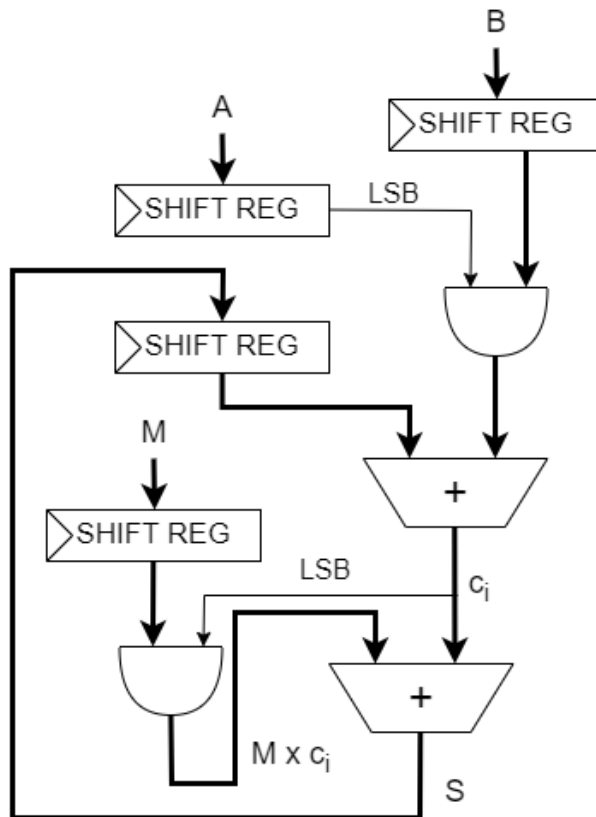 B
SHIFT REG
A
SHIFT REG
LSB
SHIFT REG
M
+
SHIFT REG
LSB
cᵢ
+
M x cᵢ
S